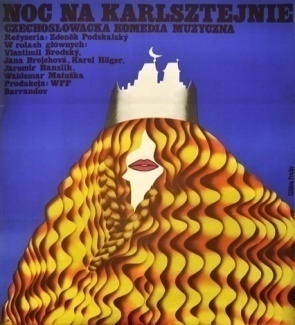 NOC NA KARLSZTEJNIE
CZECHOSŁOWACKA KOMEDIA MUZYCZNA
Reżyseria: Zdeněk Podskalský
W rolach głównych:
Vlastimil Brodský,
Jana Brejchová, Karel Höger,
Jaromír Hanzlík,
Waldemar Matuška
Produkcja: WFF
Barrandov